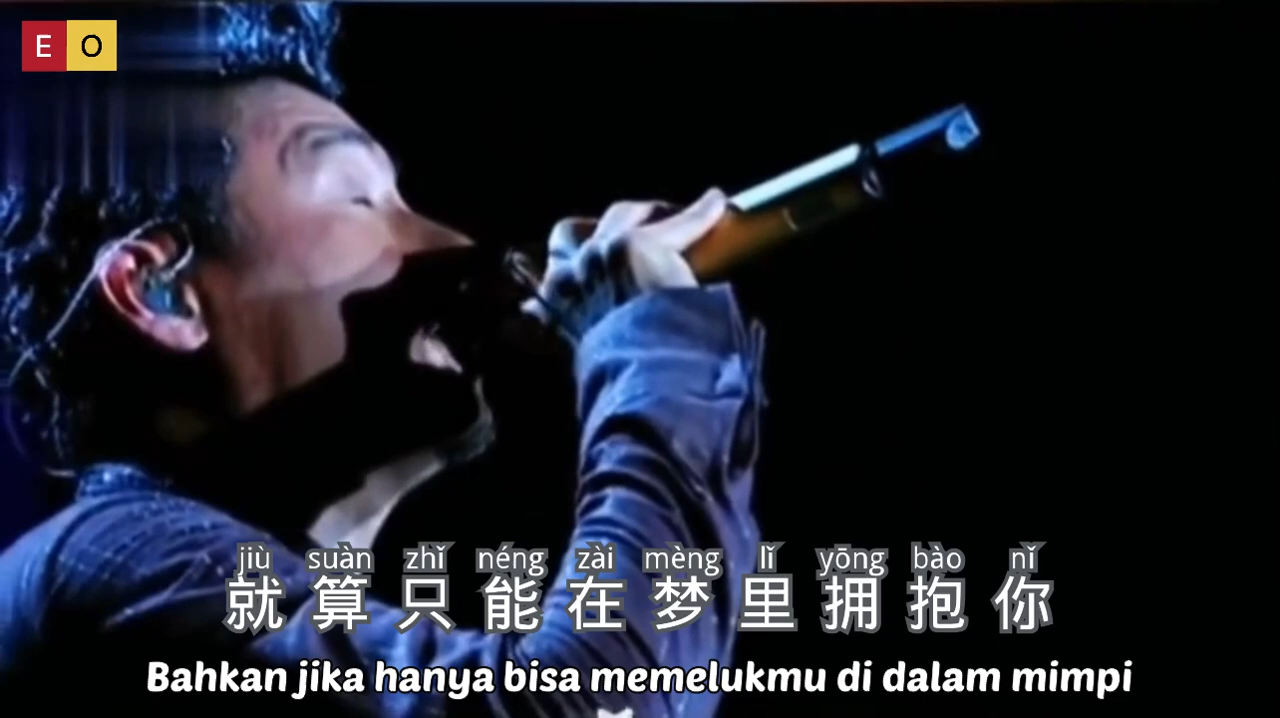 E O
jiù suàn zhǐ néng zài mèng lǐ yōng bào nǐ
就算只能在梦里拥抱你
Bahkan jika hanya bisa memelukmu di dalam mimpi